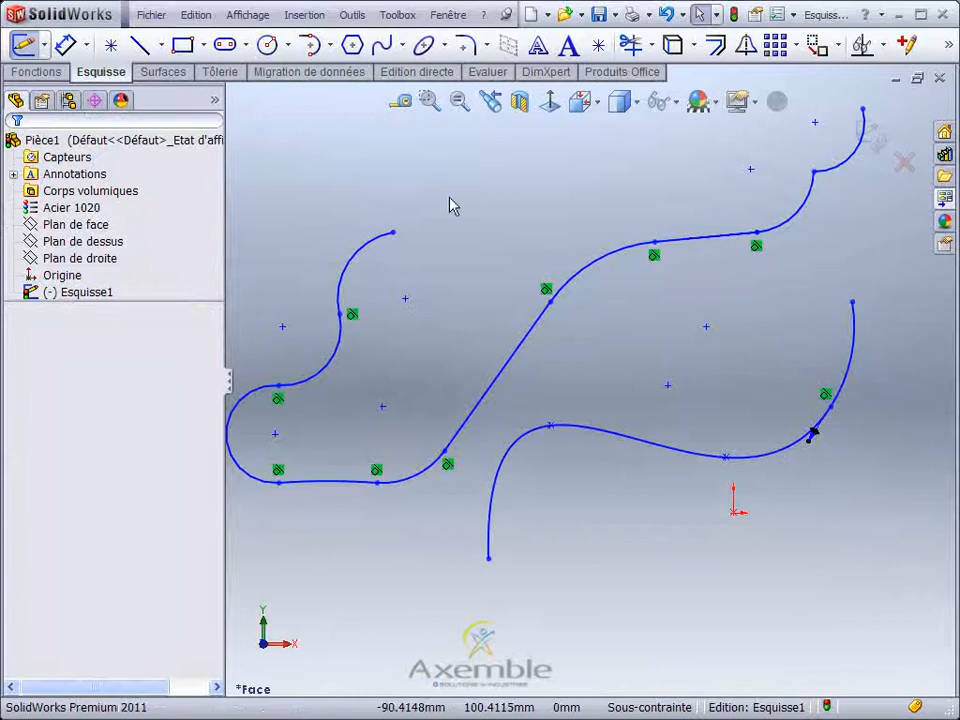 SolidWorks Fichier Edition Affichage Insertion Outils Toolbox Fenêtre ? Esquiss... ?
Fonctions Esquisse Surfaces Tôlerie Migration de données Edition directe Evaluer DimXpert Produits Office
Pièce1 (Défaut<<Défaut>_Etat d'affi
Capteurs
Annotations
Corps volumiques
Acier 1020
Plan de face
Plan de dessus
Plan de droite
Origine
(-) Esquisse1
Y
X
Axemble
*Face
SolidWorks Premium 2011 -90.4148mm 100.4115mm 0mm Sous-contrainte Edition: Esquisse1